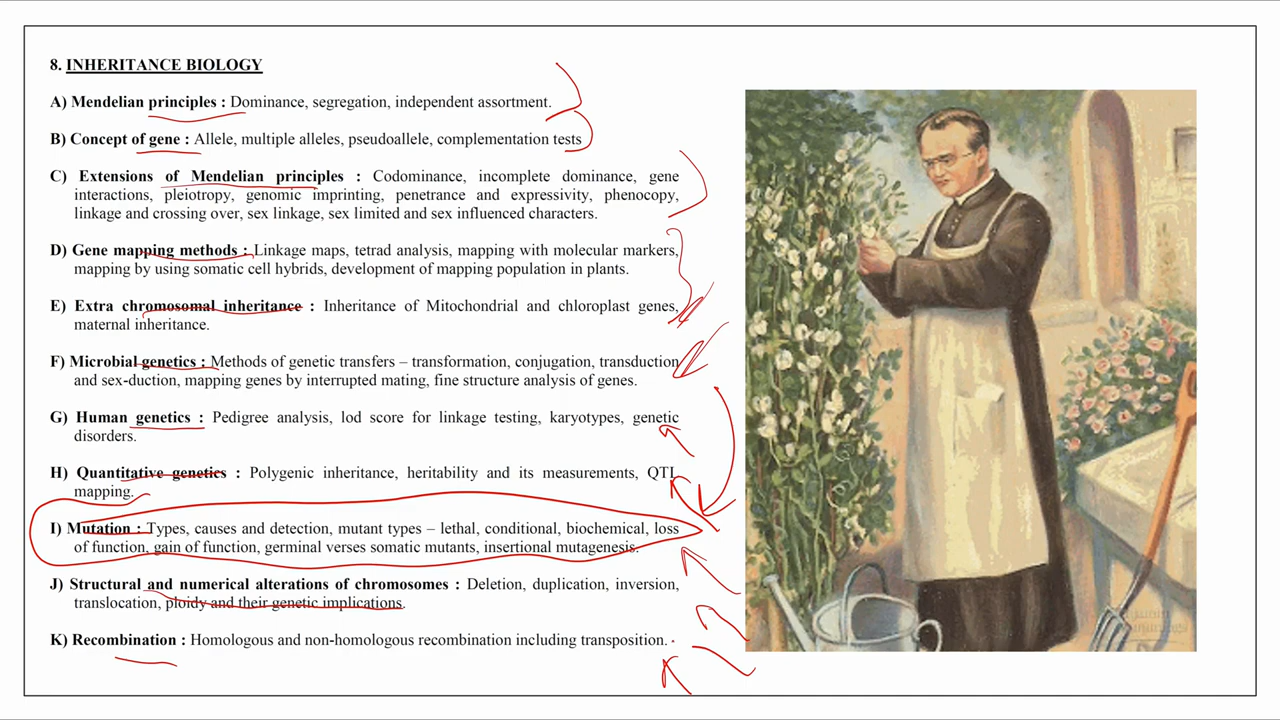 8. INHERITANCE BIOLOGY
A) Mendelian principles : Dominance, segregation, independent assortment.
B) Concept of gene : Allele, multiple alleles, pseudoallele, complementation tests
C) Extensions of Mendelian principles : Codominance, incomplete dominance, gene
interactions, pleiotropy, genomic imprinting, penetrance and expressivity, phenocopy,
linkage and crossing over, sex linkage, sex limited and sex influenced characters.
D) Gene mapping methods : Linkage maps, tetrad analysis, mapping with molecular markers,
mapping by using somatic cell hybrids, development of mapping population in plants.
E) Extra chromosomal inheritance : Inheritance of Mitochondrial and chloroplast genes,
maternal inheritance.
F) Microbial genetics : Methods of genetic transfers – transformation, conjugation, transduction
and sex-duction, mapping genes by interrupted mating, fine structure analysis of genes.
G) Human genetics : Pedigree analysis, lod score for linkage testing, karyotypes, genetic
disorders.
H) Quantitative genetics : Polygenic inheritance, heritability and its measurements, QTL
mapping.
I) Mutation : Types, causes and detection, mutant types – lethal, conditional, biochemical, loss
of function, gain of function, germinal verses somatic mutants, insertional mutagenesis.
J) Structural and numerical alterations of chromosomes : Deletion, duplication, inversion,
translocation, ploidy and their genetic implications.
K) Recombination : Homologous and non-homologous recombination including transposition.